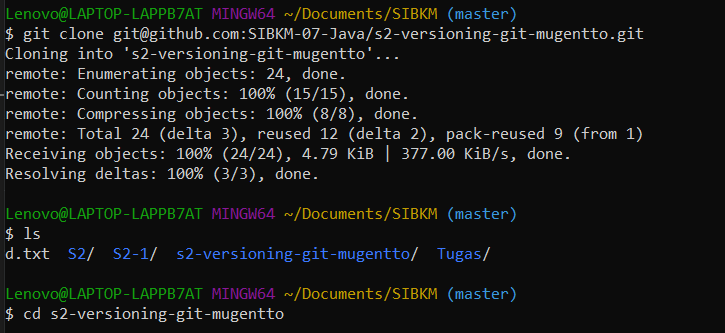 Lenovo@LAPTOP-LAPPB7AT MINGW64 ~/Documents/SIBKM (master)
$ git clone git@github.com:SIBKM-07-Java/s2-versioning-git-mugentto.git
Cloning into 's2-versioning-git-mugentto'...
remote: Enumerating objects: 24, done.
remote: Counting objects: 100% (15/15), done.
remote: Compressing objects: 100% (8/8), done.
remote: Total 24 (delta 3), reused 12 (delta 2), pack-reused 9 (from 1)
Receiving objects: 100% (24/24), 4.79 KiB | 377.00 KiB/s, done.
Resolving deltas: 100% (3/3), done.
Lenovo@LAPTOP-LAPPB7AT MINGW64 ~/Documents/SIBKM (master)
$ ls
d.txt  S2/  S2-1/  s2-versioning-git-mugentto/  Tugas/
Lenovo@LAPTOP-LAPPB7AT MINGW64 ~/Documents/SIBKM (master)
$ cd s2-versioning-git-mugentto